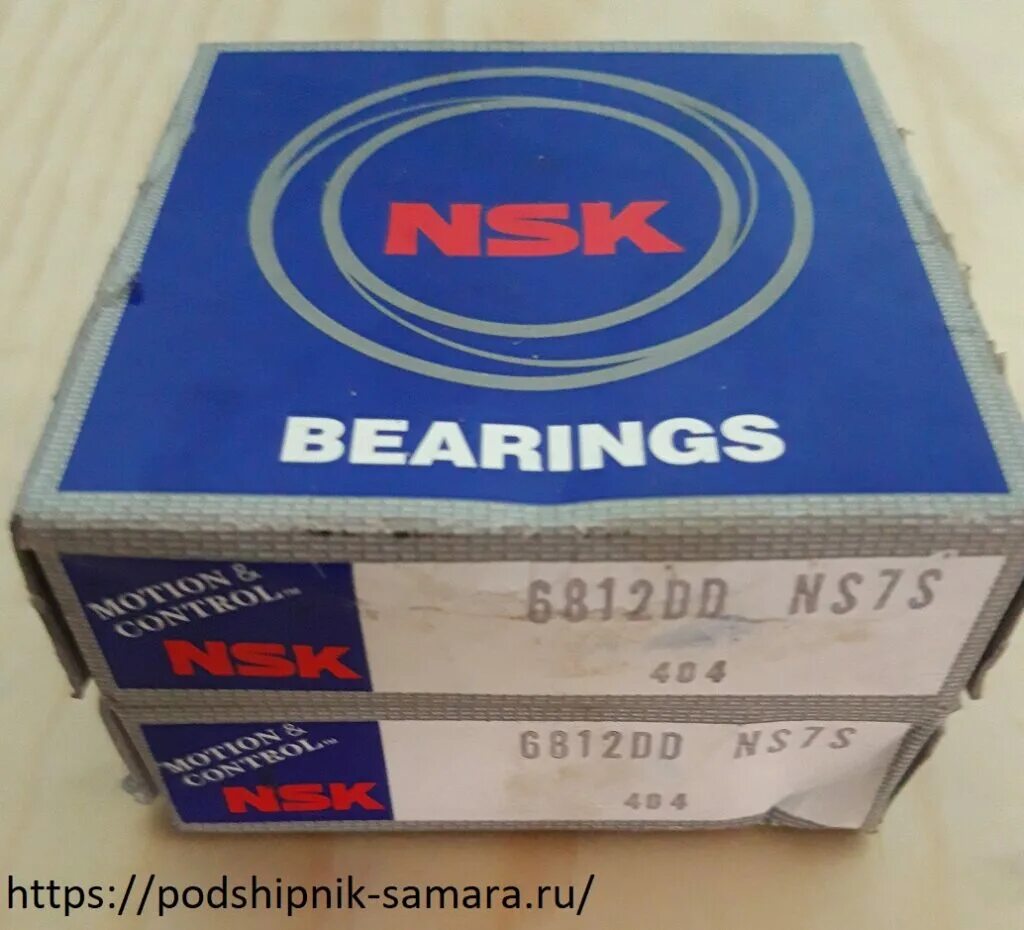 NSK
BEARINGS
MOTION &
CONTROL™
NSK
6812DD NS7S
404
MOTION &
CONTROL™
NSK
6812DD NS7S
404
https://podshipnik-samara.ru/